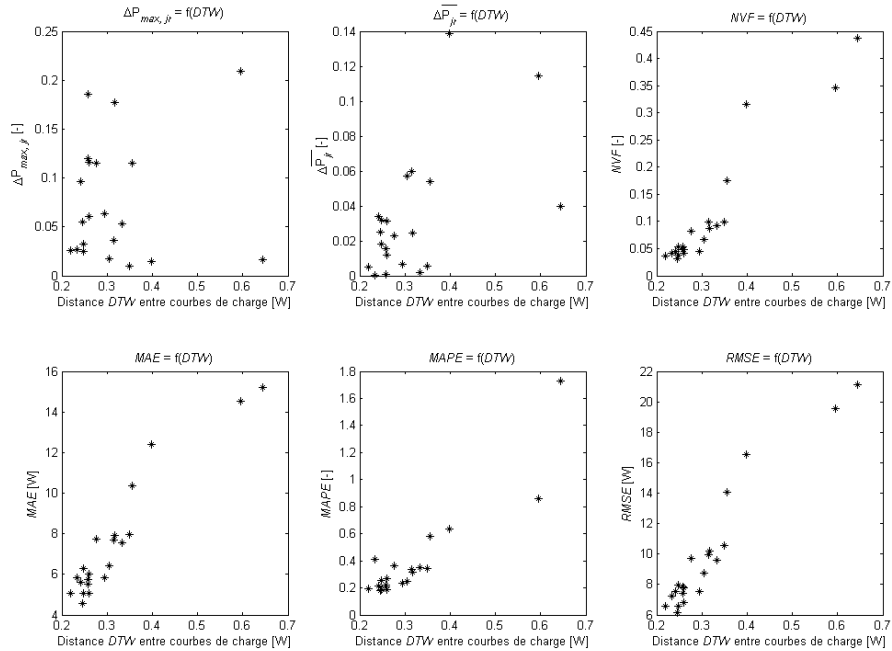 ΔP max, jr = f(DTW)
0.25
0.2
0.15
0.1
0.05
0
ΔP max, jr [-]
0.2 0.3 0.4 0.5 0.6 0.7
Distance DTW entre courbes de charge [W]
ΔP jr = f(DTW)
0.14
0.12
0.1
0.08
0.06
0.04
0.02
0
ΔP jr [-]
0.2 0.3 0.4 0.5 0.6 0.7
Distance DTW entre courbes de charge [W]
NVF = f(DTW)
0.45
0.4
0.35
0.3
0.25
0.2
0.15
0.1
0.05
0
NVF [-]
0.2 0.3 0.4 0.5 0.6 0.7
Distance DTW entre courbes de charge [W]
MAE = f(DTW)
16
14
12
10
8
6
4
MAE [W]
0.2 0.3 0.4 0.5 0.6 0.7
Distance DTW entre courbes de charge [W]
MAPE = f(DTW)
1.8
1.6
1.4
1.2
1
0.8
0.6
0.4
0.2
0
MAPE [-]
0.2 0.3 0.4 0.5 0.6 0.7
Distance DTW entre courbes de charge [W]
RMSE = f(DTW)
22
20
18
16
14
12
10
8
6
RMSE [W]
0.2 0.3 0.4 0.5 0.6 0.7
Distance DTW entre courbes de charge [W]